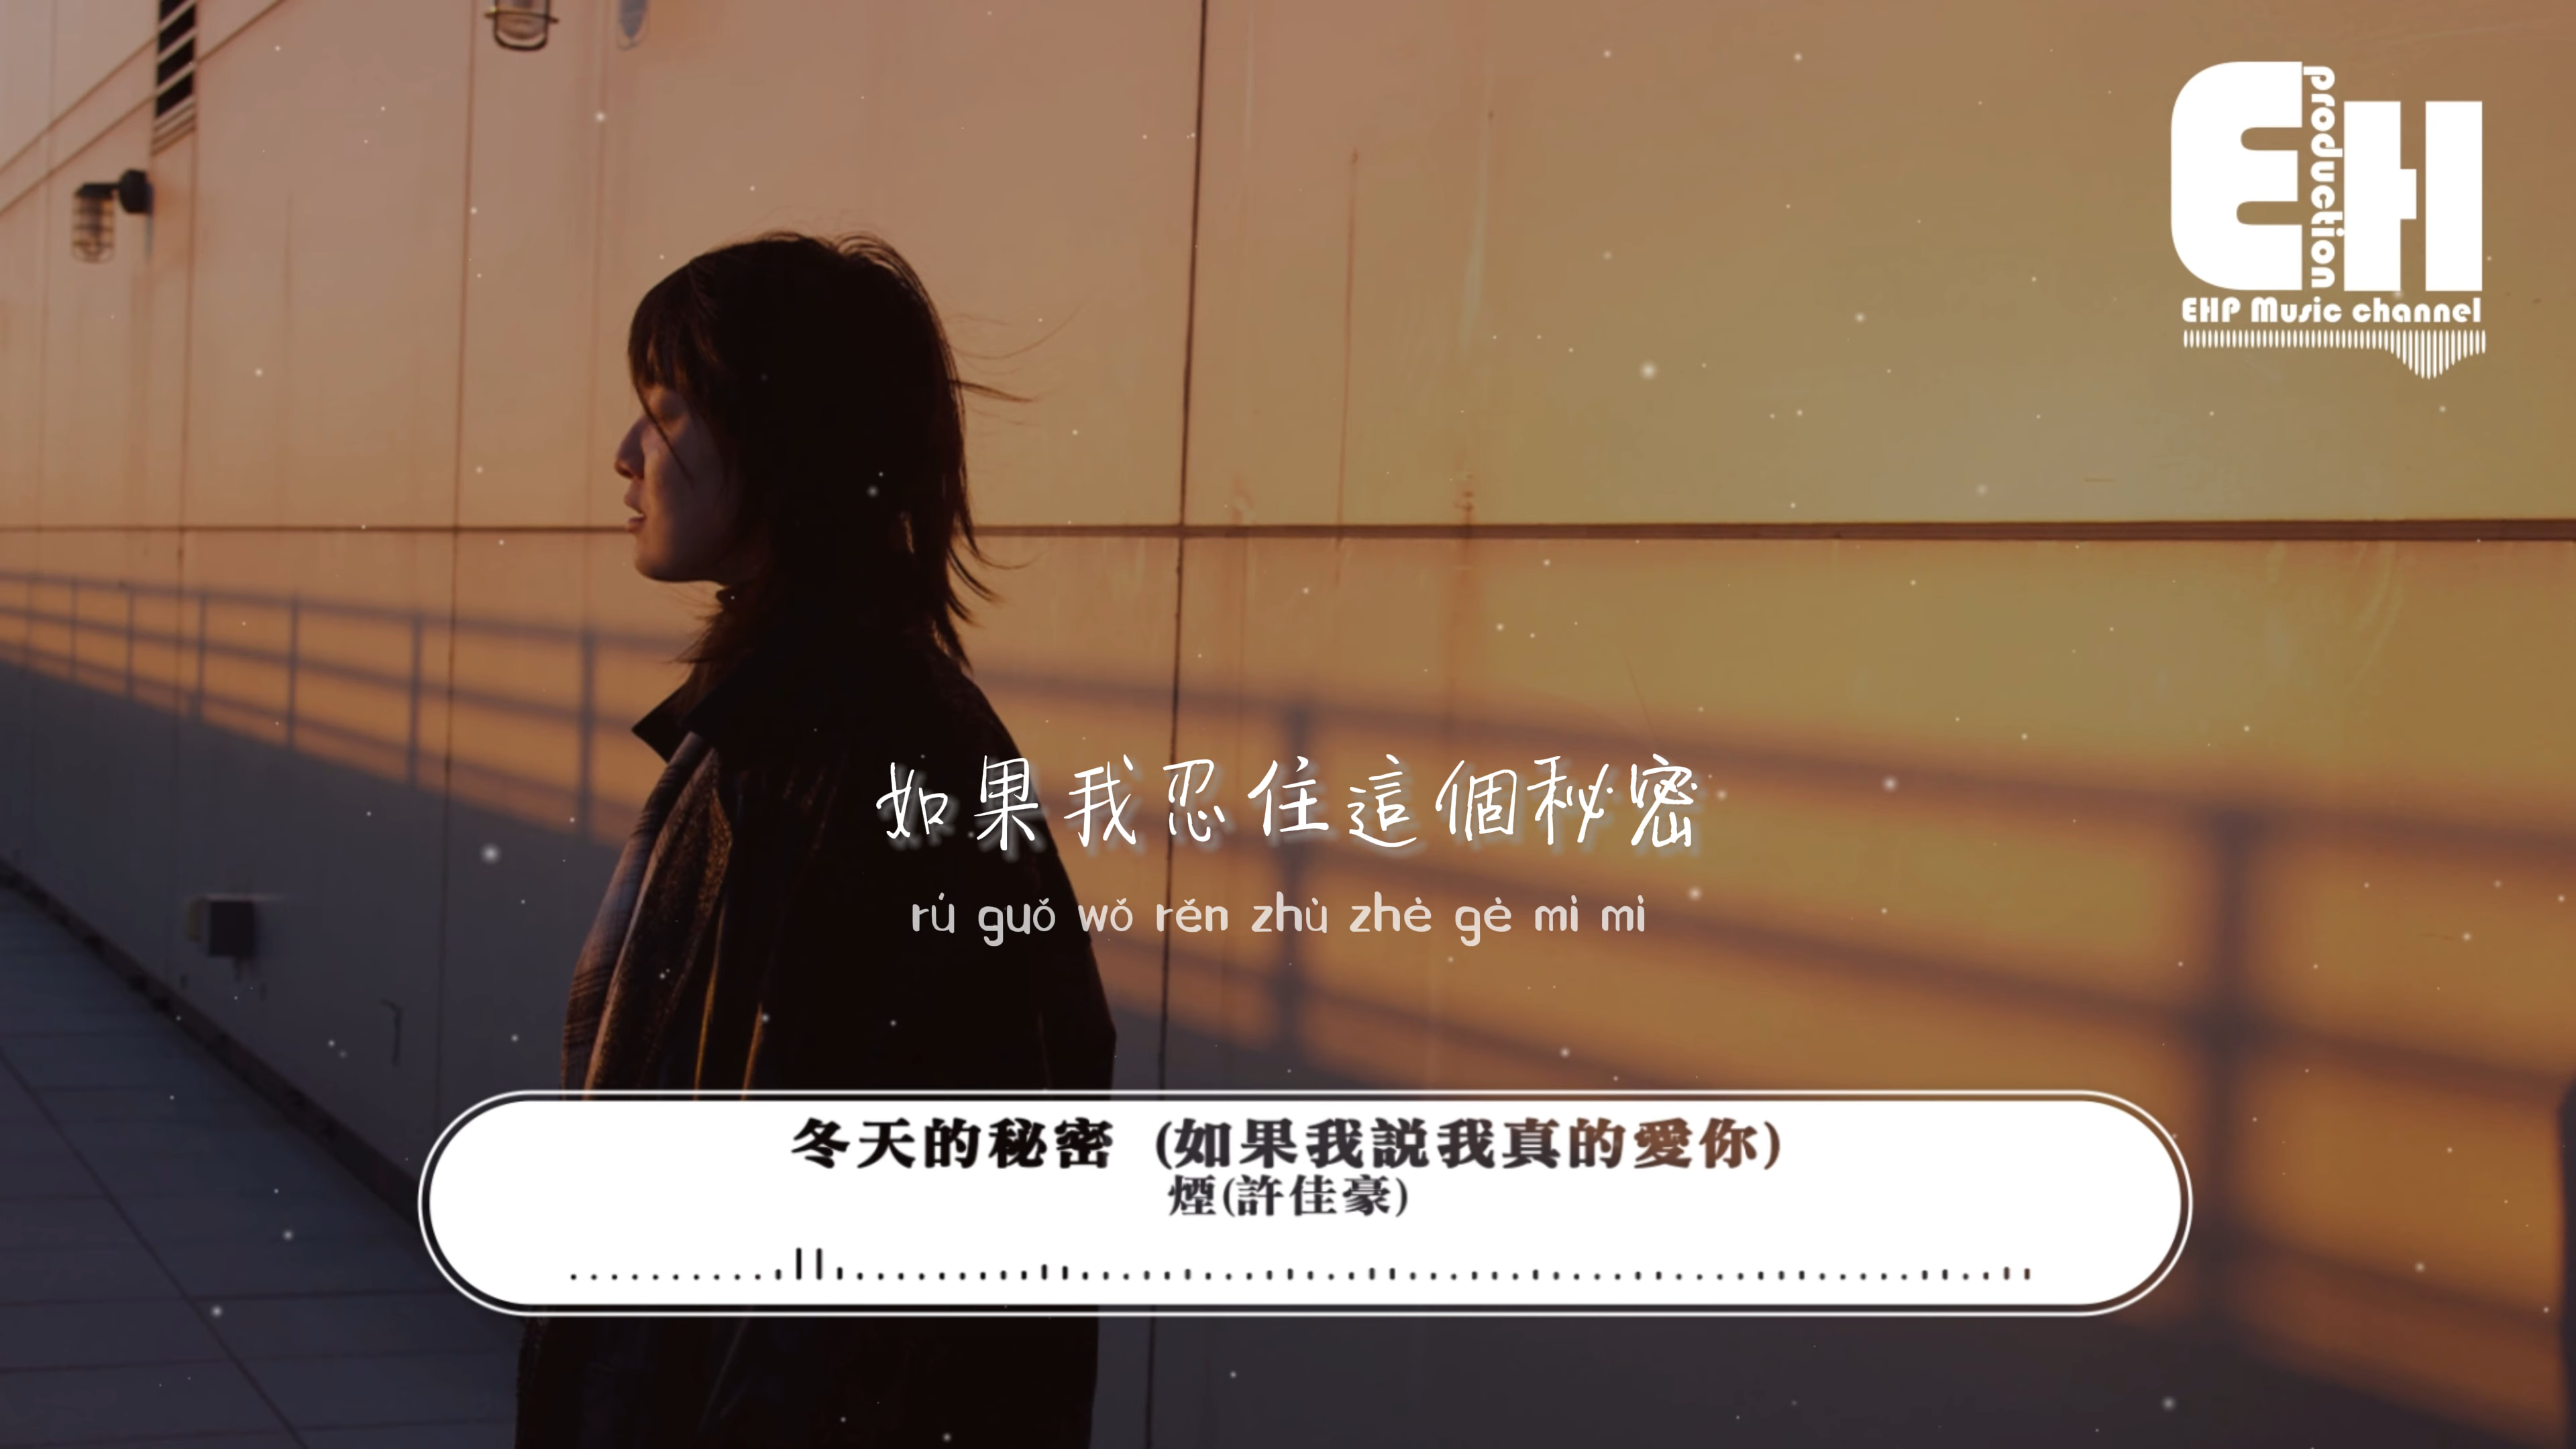 EH
production
EHP Music channel
如果我忍住這個秘密
rú guǒ wǒ rěn zhù zhè gè mì mì
冬天的秘密 (如果我説我真的愛你)
煙(許佳豪)